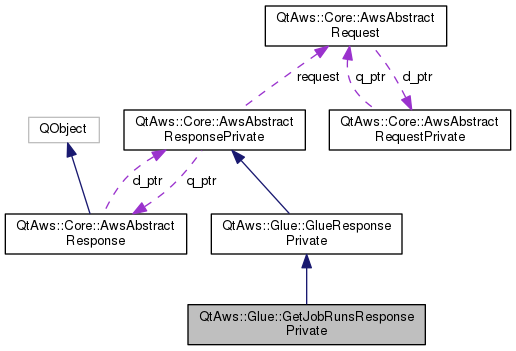 QtAws::Core::AwsAbstract
Request
request
q_ptr
d_ptr
QObject
QtAws::Core::AwsAbstract
ResponsePrivate
QtAws::Core::AwsAbstract
RequestPrivate
d_ptr
q_ptr
QtAws::Core::AwsAbstract
Response
QtAws::Glue::GlueResponse
Private
QtAws::Glue::GetJobRunsResponse
Private